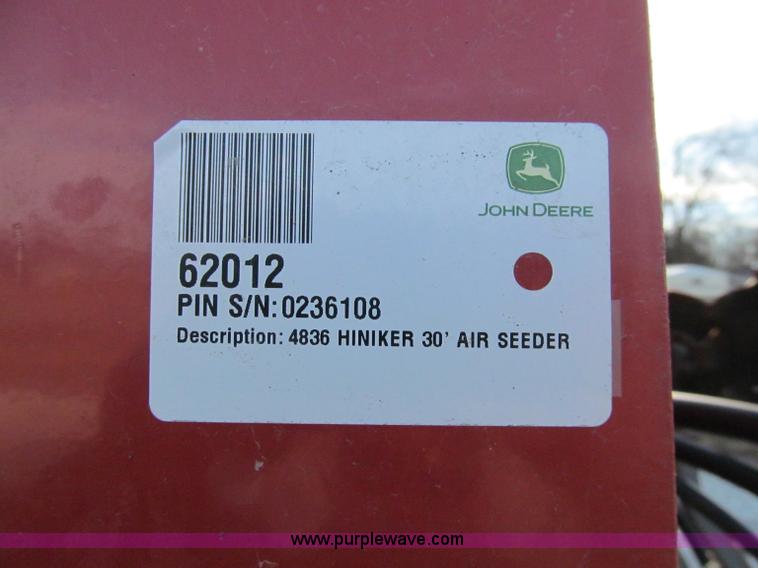 JOHN DEERE
62012
PIN S/N:0236108
Description: 4836 HINIKER 30' AIR SEEDER
www.purplewave.com